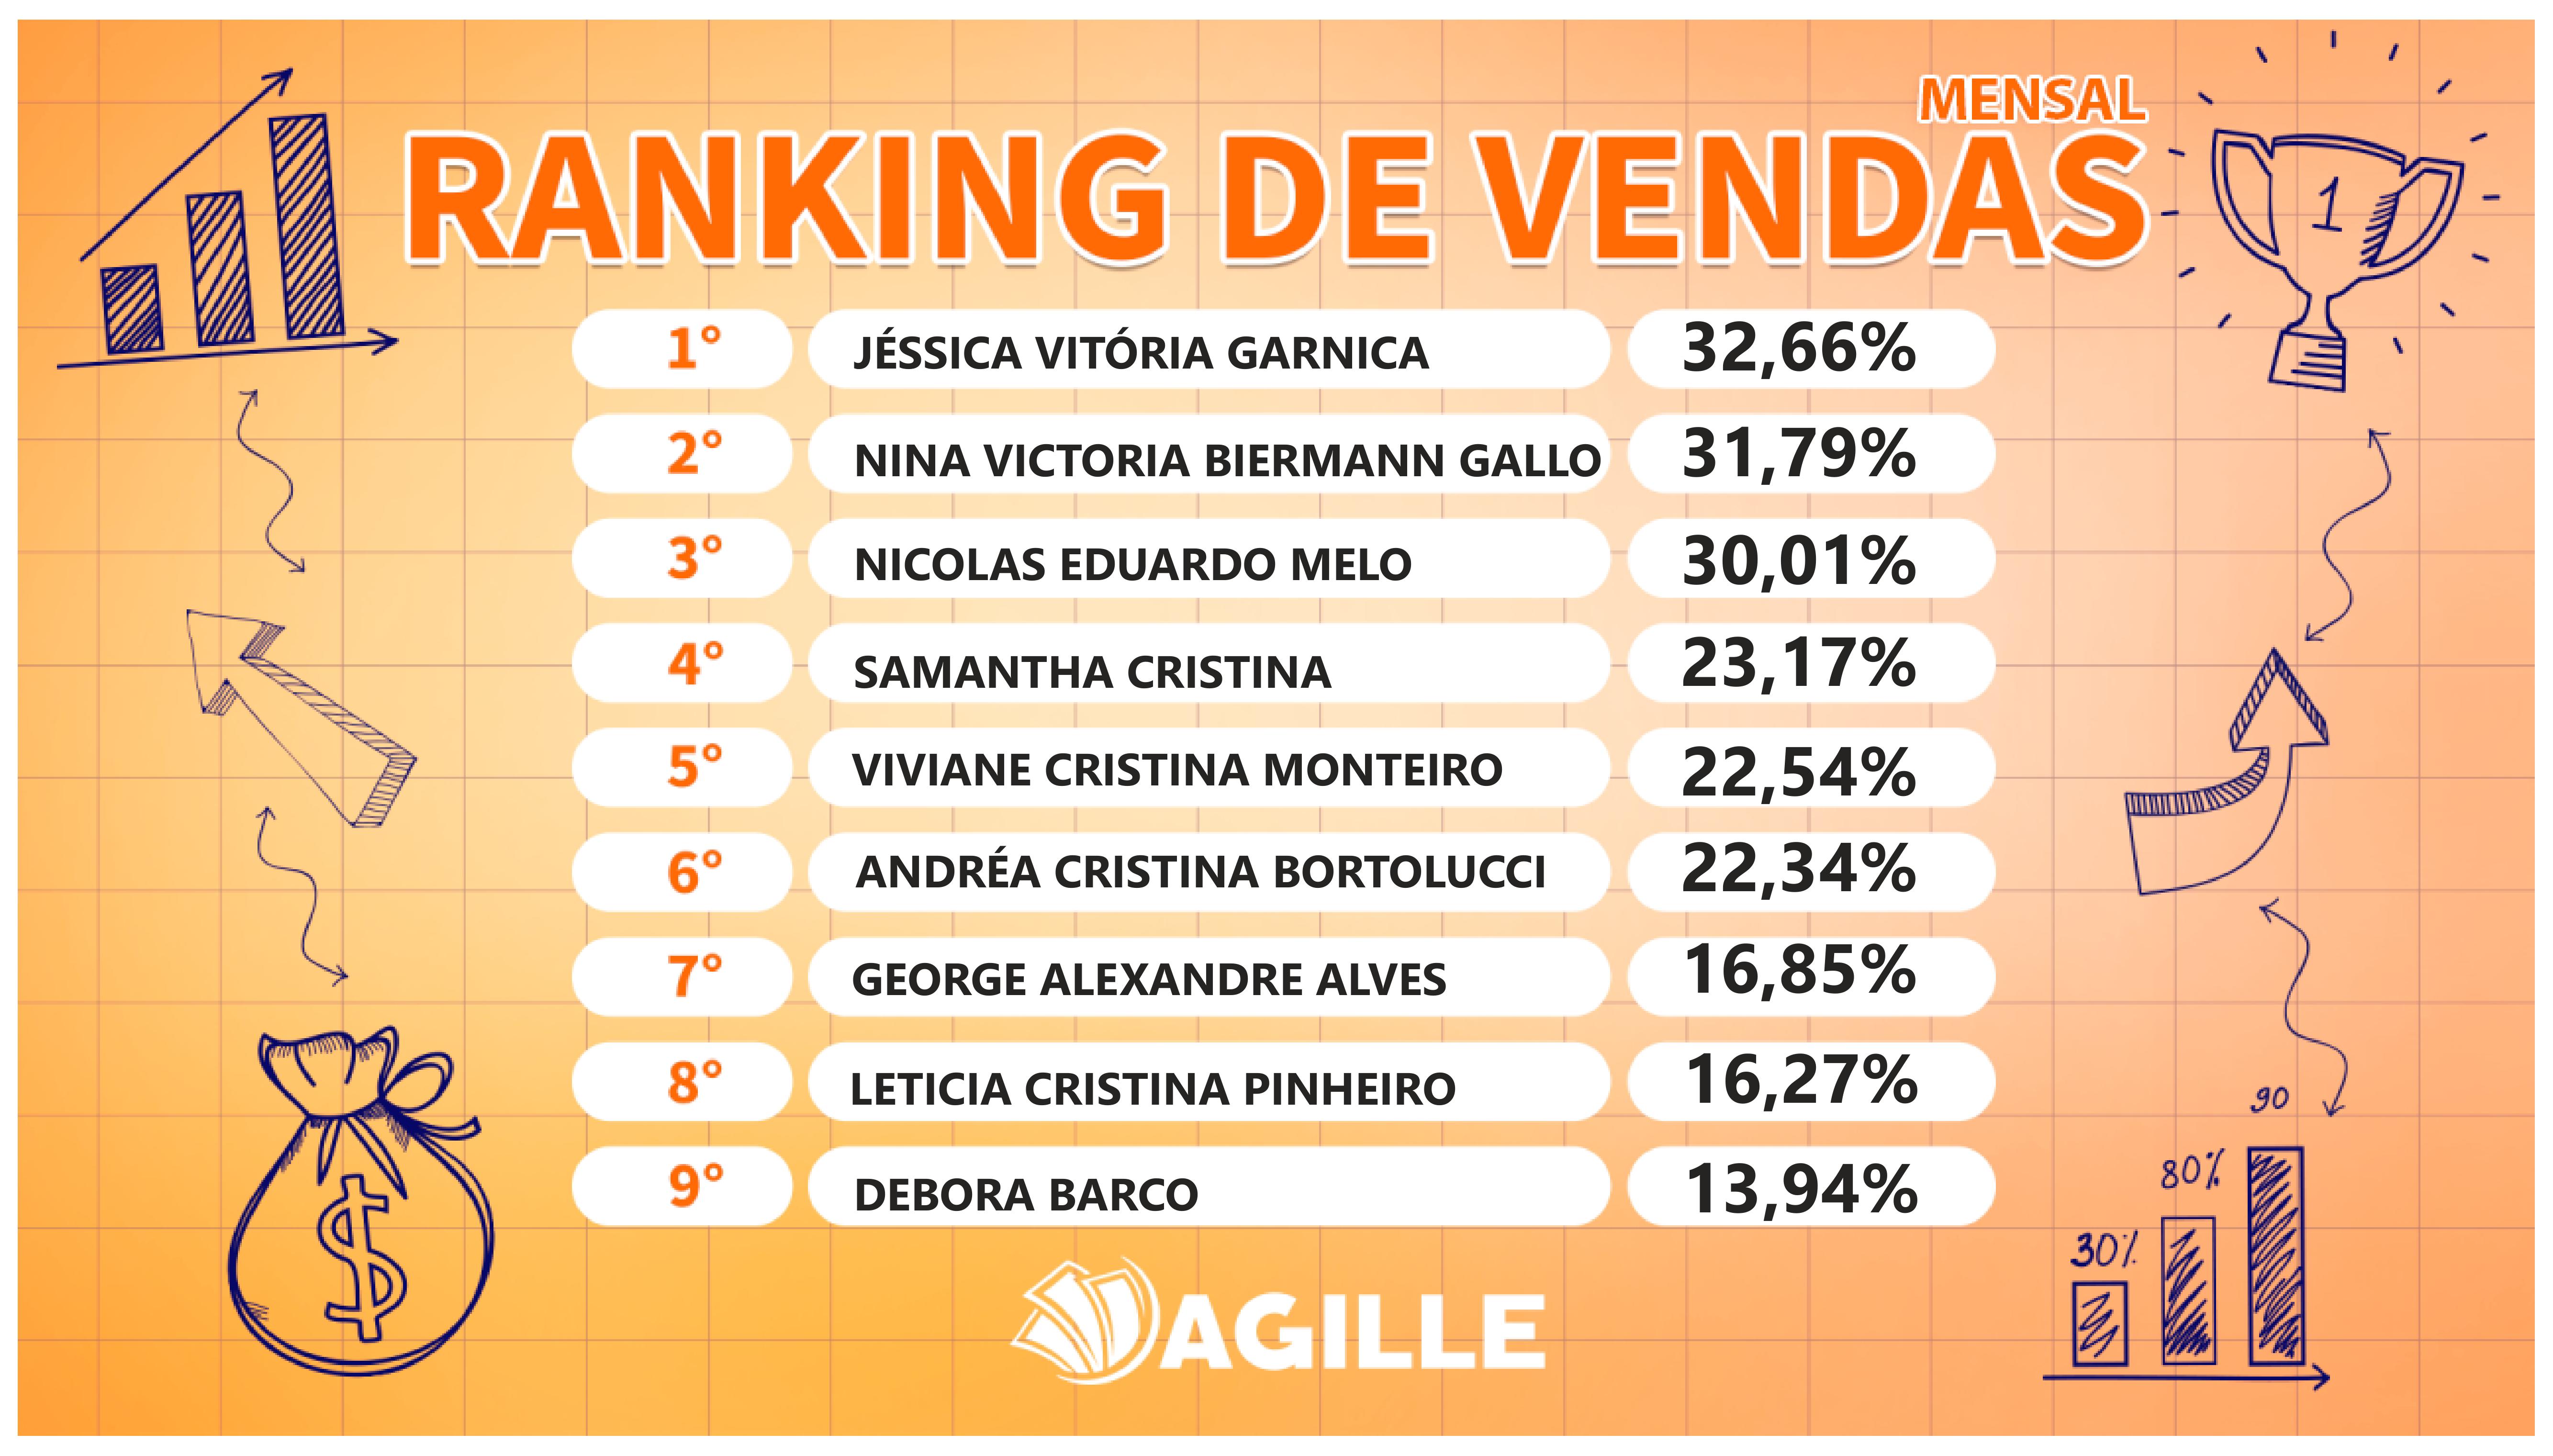 MENSAL
RANKING DE VENDAS
1
1° JÉSSICA VITÓRIA GARNICA 32,66%
2° NINA VICTORIA BIERMANN GALLO 31,79%
3° NICOLAS EDUARDO MELO 30,01%
4° SAMANTHA CRISTINA 23,17%
5° VIVIANE CRISTINA MONTEIRO 22,54%
6° ANDRÉA CRISTINA BORTOLUCCI 22,34%
7° GEORGE ALEXANDRE ALVES 16,85%
8° LETICIA CRISTINA PINHEIRO 16,27%
9° DEBORA BARCO 13,94%
$
30%
80%
90
AGILLE